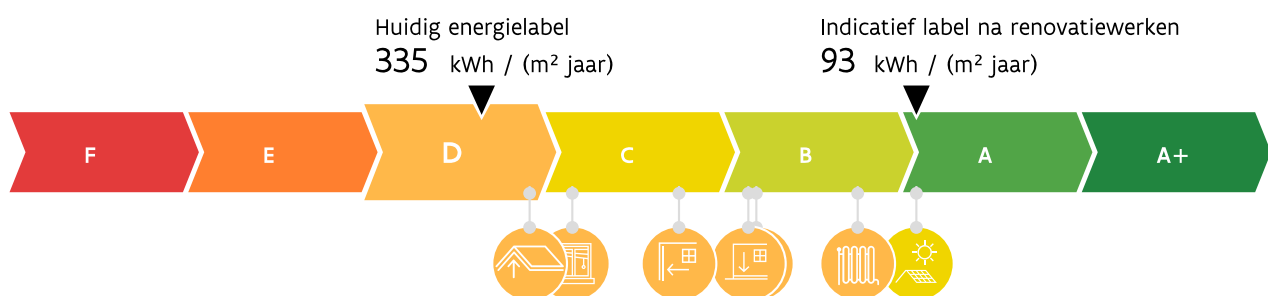 Huidig energielabel
335 kWh / (m² jaar)
Indicatief label na renovatiewerken
93 kWh / (m² jaar)
F E D C B A A+